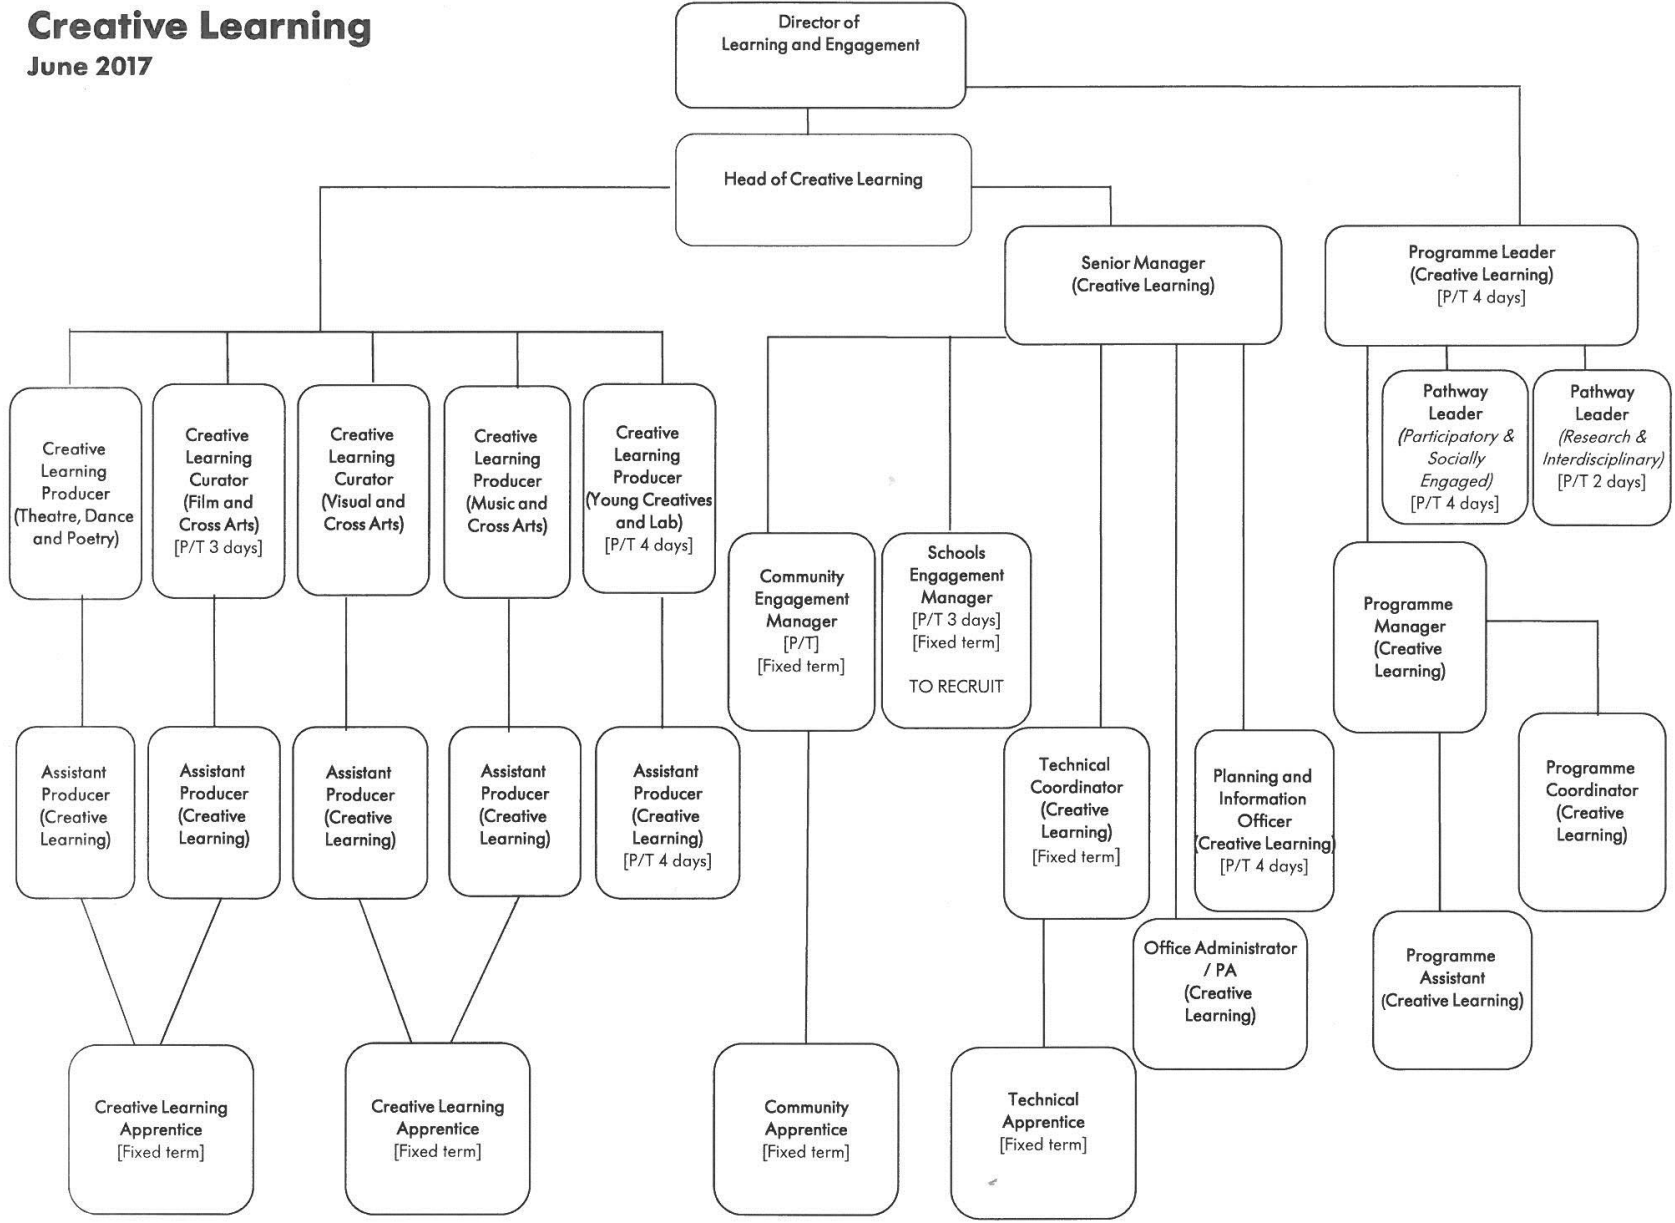 Creative Learning
June 2017
Director of
Learning and Engagement
Head of Creative Learning
Senior Manager
(Creative Learning)
Programme Leader
(Creative Learning)
[P/T 4 days]
Creative
Learning
Producer
(Theatre, Dance
and Poetry)
Creative
Learning
Curator
(Film and
Cross Arts)
[P/T 3 days]
Creative
Learning
Curator
(Visual and
Cross Arts)
Creative
Learning
Producer
(Music and
Cross Arts)
Creative
Learning
Producer
(Young Creatives
and Lab)
[P/T 4 days]
Pathway
Leader
(Participatory &
Socially
Engaged)
[P/T 4 days]
Pathway
Leader
(Research &
Interdisciplinary)
[P/T 2 days]
Community
Engagement
Manager
[P/T]
[Fixed term]
Schools
Engagement
Manager
[P/T 3 days]
[Fixed term]
TO RECRUIT
Programme
Manager
(Creative
Learning)
Assistant
Producer
(Creative
Learning)
Assistant
Producer
(Creative
Learning)
Assistant
Producer
(Creative
Learning)
Assistant
Producer
(Creative
Learning)
Assistant
Producer
(Creative
Learning)
[P/T 4 days]
Technical
Coordinator
(Creative
Learning)
[Fixed term]
Planning and
Information
Officer
(Creative Learning)
[P/T 4 days]
Programme
Coordinator
(Creative
Learning)
Office Administrator
/ PA
(Creative
Learning)
Programme
Assistant
(Creative Learning)
Creative Learning
Apprentice
[Fixed term]
Creative Learning
Apprentice
[Fixed term]
Community
Apprentice
[Fixed term]
Technical
Apprentice
[Fixed term]